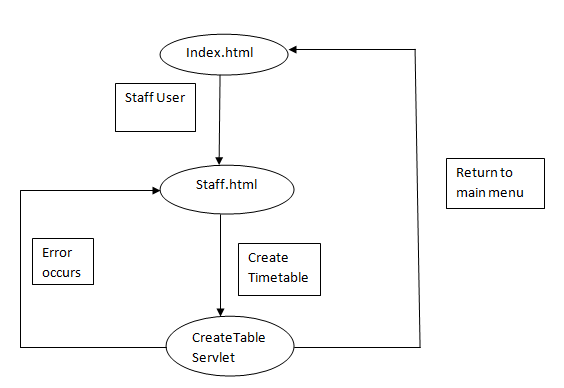 Index.html
Staff User
Staff.html
Return to
main menu
Error
occurs
Create
Timetable
CreateTable
Servlet